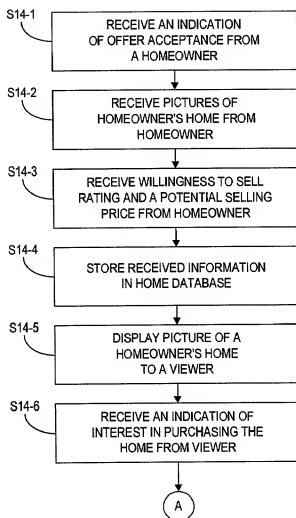 S14-1
RECEIVE AN INDICATION
OF OFFER ACCEPTANCE FROM
A HOMEOWNER
S14-2
RECEIVE PICTURES OF
HOMEOWNER'S HOME FROM
HOMEOWNER
S14-3
RECEIVE WILLINGNESS TO SELL
RATING AND A POTENTIAL SELLING
PRICE FROM HOMEOWNER
S14-4
STORE RECEIVED INFORMATION
IN HOME DATABASE
S14-5
DISPLAY PICTURE OF A
HOMEOWNER'S HOME
TO A VIEWER
S14-6
RECEIVE AN INDICATION OF
INTEREST IN PURCHASING THE
HOME FROM VIEWER
A